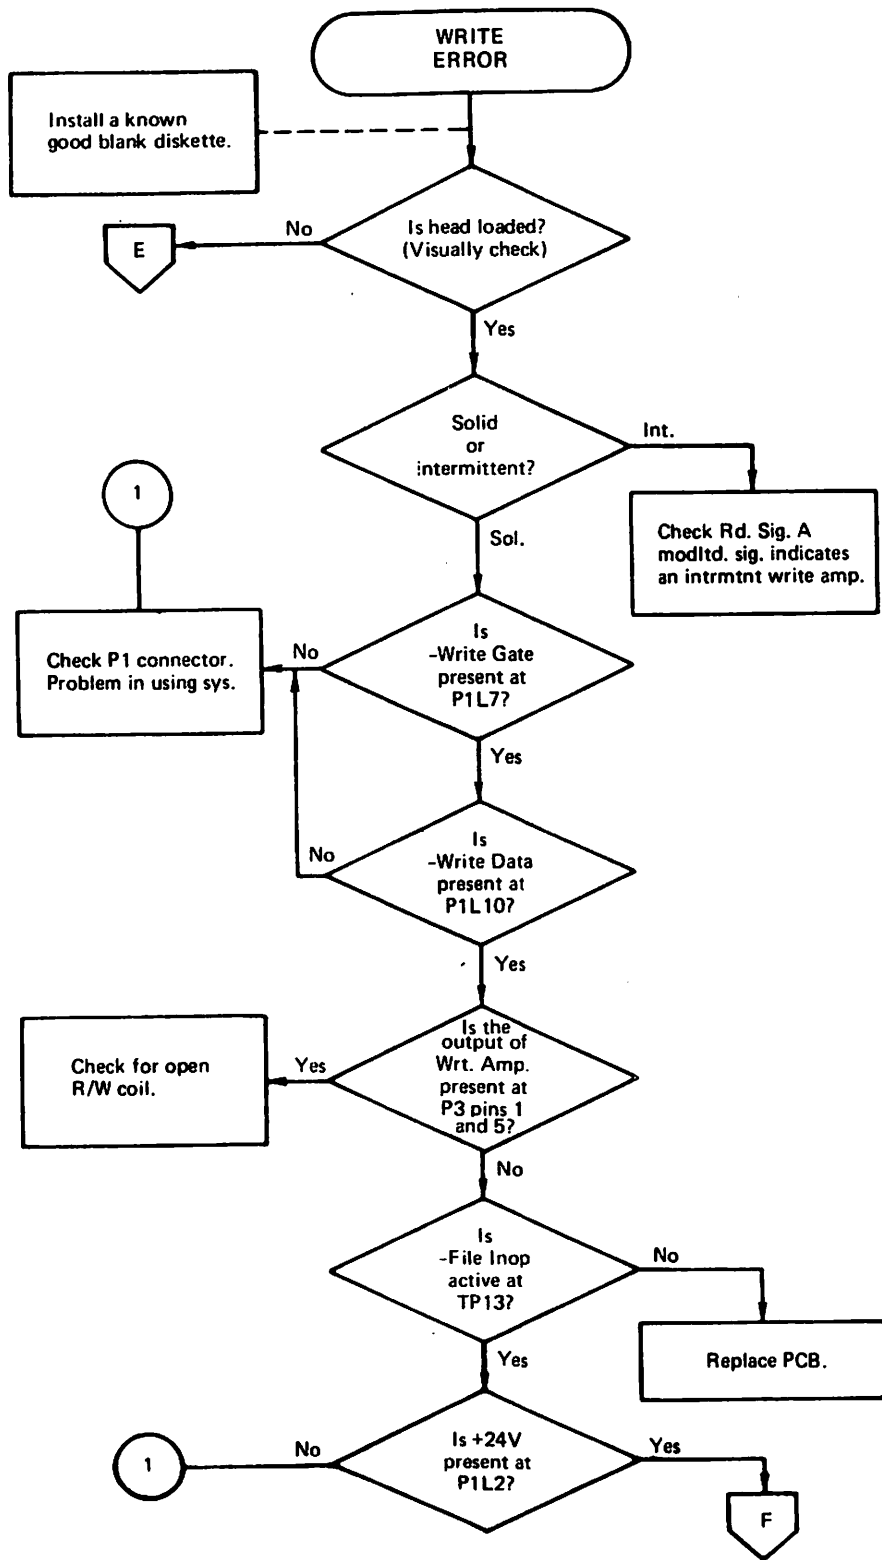 WRITE
ERROR
Install a known
good blank diskette.
Is head loaded?
(Visually check)
No
E
Yes
Solid
or
intermittent?
Int.
Check Rd. Sig. A
modltd. sig. indicates
an intrmtnt write amp.
Sol.
1
Is
-Write Gate
present at
P1L7?
No
Check P1 connector.
Problem in using sys.
Yes
Is
-Write Data
present at
P1L10?
No
Yes
Is the
output of
Wrt. Amp.
present at
P3 pins 1
and 5?
Yes
Check for open
R/W coil.
No
Is
-File Inop
active at
TP13?
No
Replace PCB.
Yes
Is +24V
present at
P1L2?
No
1
Yes
F